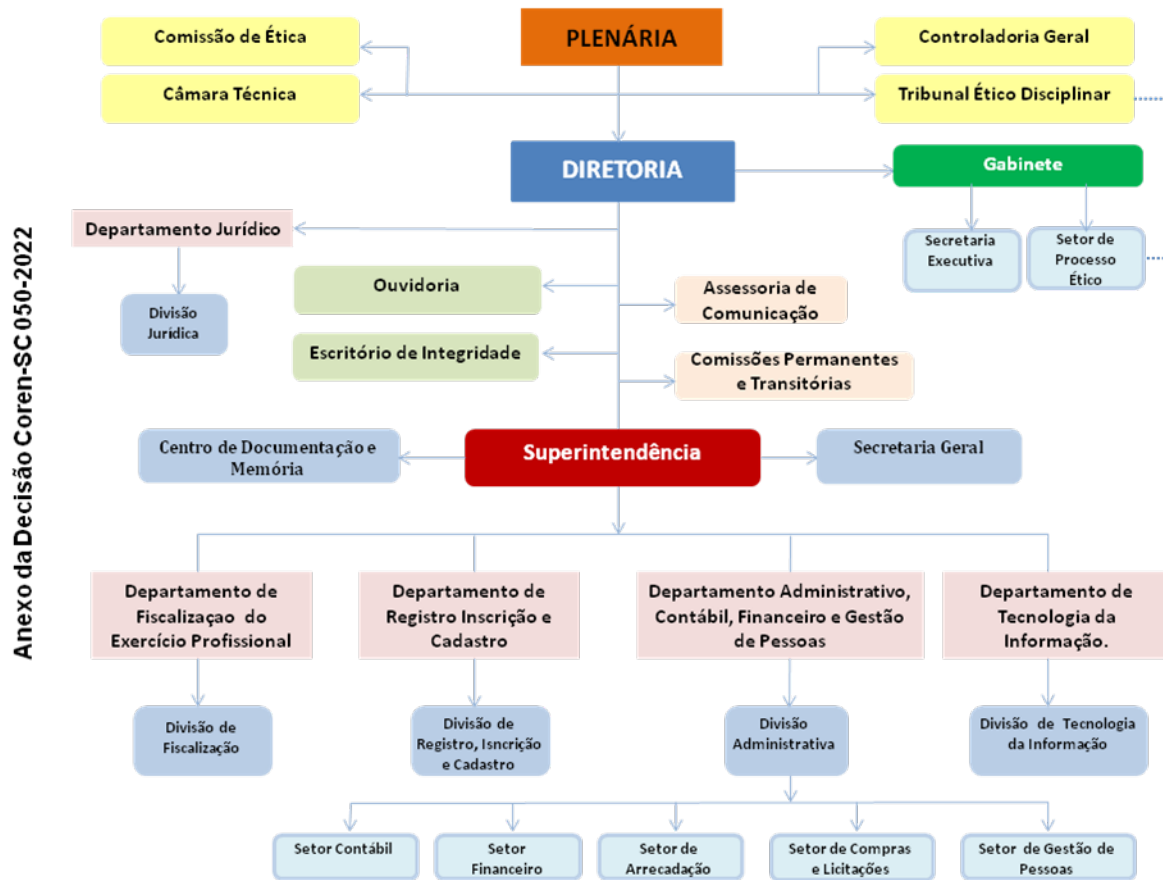 Anexo da Decisão Coren-SC 050-2022
PLENÁRIA
Comissão de Ética
Controladoria Geral
Câmara Técnica
Tribunal Ético Disciplinar
DIRETORIA
Gabinete
Departamento Jurídico
Secretaria
Executiva
Setor de
Processo
Ético
Divisão
Jurídica
Ouvidoria
Assessoria de
Comunicação
Escritório de Integridade
Comissões Permanentes
e Transitórias
Centro de Documentação e
Memória
Superintendência
Secretaria Geral
Departamento de
Fiscalizaçao do
Exercício Profissional
Departamento de
Registro Inscrição e
Cadastro
Departamento Administrativo,
Contábil, Financeiro e Gestão
de Pessoas
Departamento de
Tecnologia da
Informação.
Divisão de
Fiscalização
Divisão de
Registro, Isncrição
e Cadastro
Divisão
Administrativa
Divisão de Tecnologia
da Informação
Setor Contábil
Setor
Financeiro
Setor de
Arrecadação
Setor de Compras
e Licitações
Setor de Gestão de
Pessoas